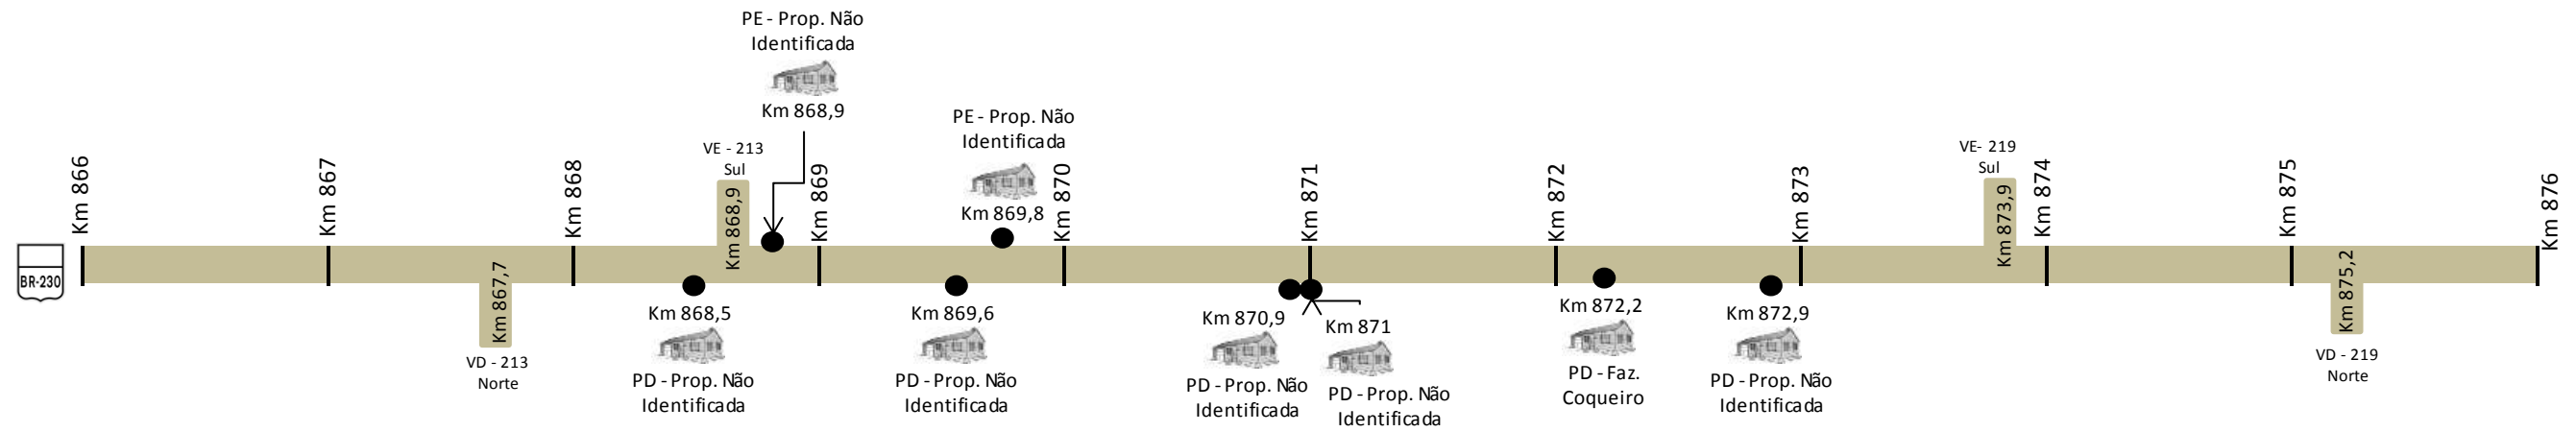 PE - Prop. Não
Identificada
Km 868,9
PE - Prop. Não
Identificada
Km 869,8
VE - 213
Sul
Km 868,9
VE- 219
Sul
Km 873,9
Km 866
Km 867
Km 868
Km 869
Km 870
Km 871
Km 872
Km 873
Km 874
Km 875
Km 876
BR-230
Km 867,7
VD - 213
Norte
Km 868,5
PD - Prop. Não
Identificada
Km 869,6
PD - Prop. Não
Identificada
Km 870,9
PD - Prop. Não
Identificada
Km 871
PD - Prop. Não
Identificada
Km 872,2
PD - Faz.
Coqueiro
Km 872,9
PD - Prop. Não
Identificada
Km 875,2
VD - 219
Norte